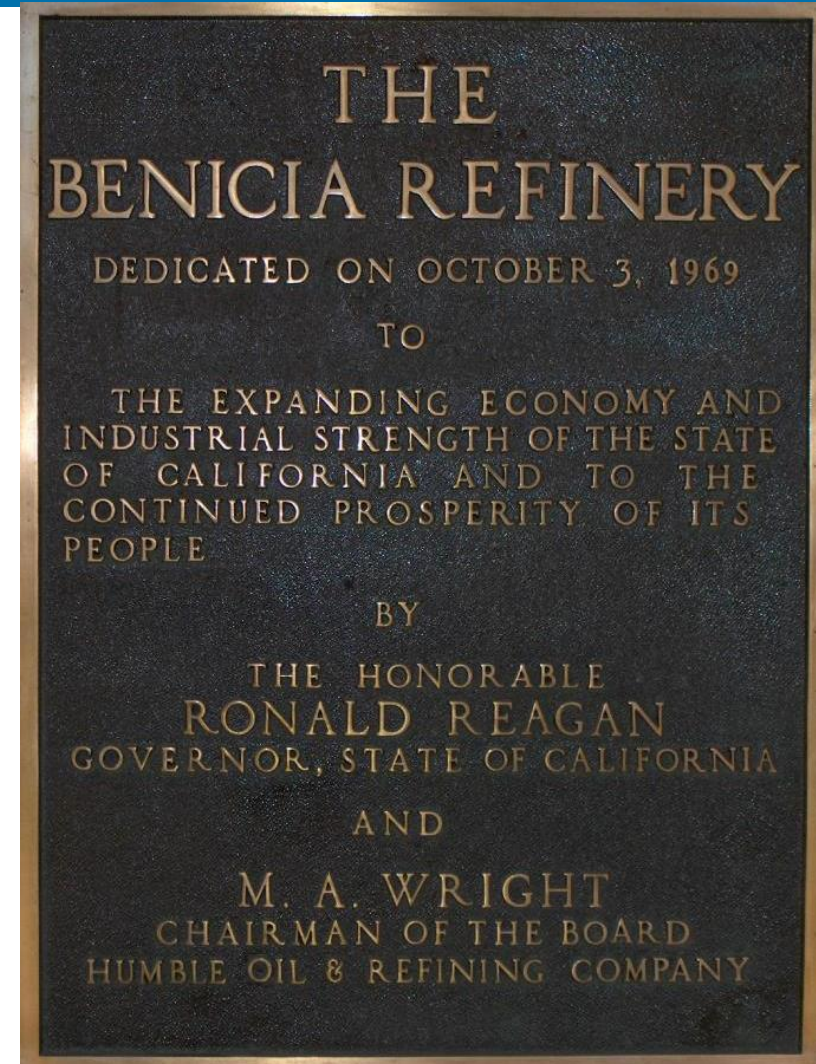 THE
BENICIA REFINERY
DEDICATED ON OCTOBER 3, 1969
TO
THE EXPANDING ECONOMY AND
INDUSTRIAL STRENGTH OF THE STATE
OF CALIFORNIA AND TO THE
CONTINUED PROSPERITY OF ITS
PEOPLE
BY
THE HONORABLE
RONALD REAGAN
GOVERNOR, STATE OF CALIFORNIA
AND
M. A. WRIGHT
CHAIRMAN OF THE BOARD
HUMBLE OIL & REFINING COMPANY